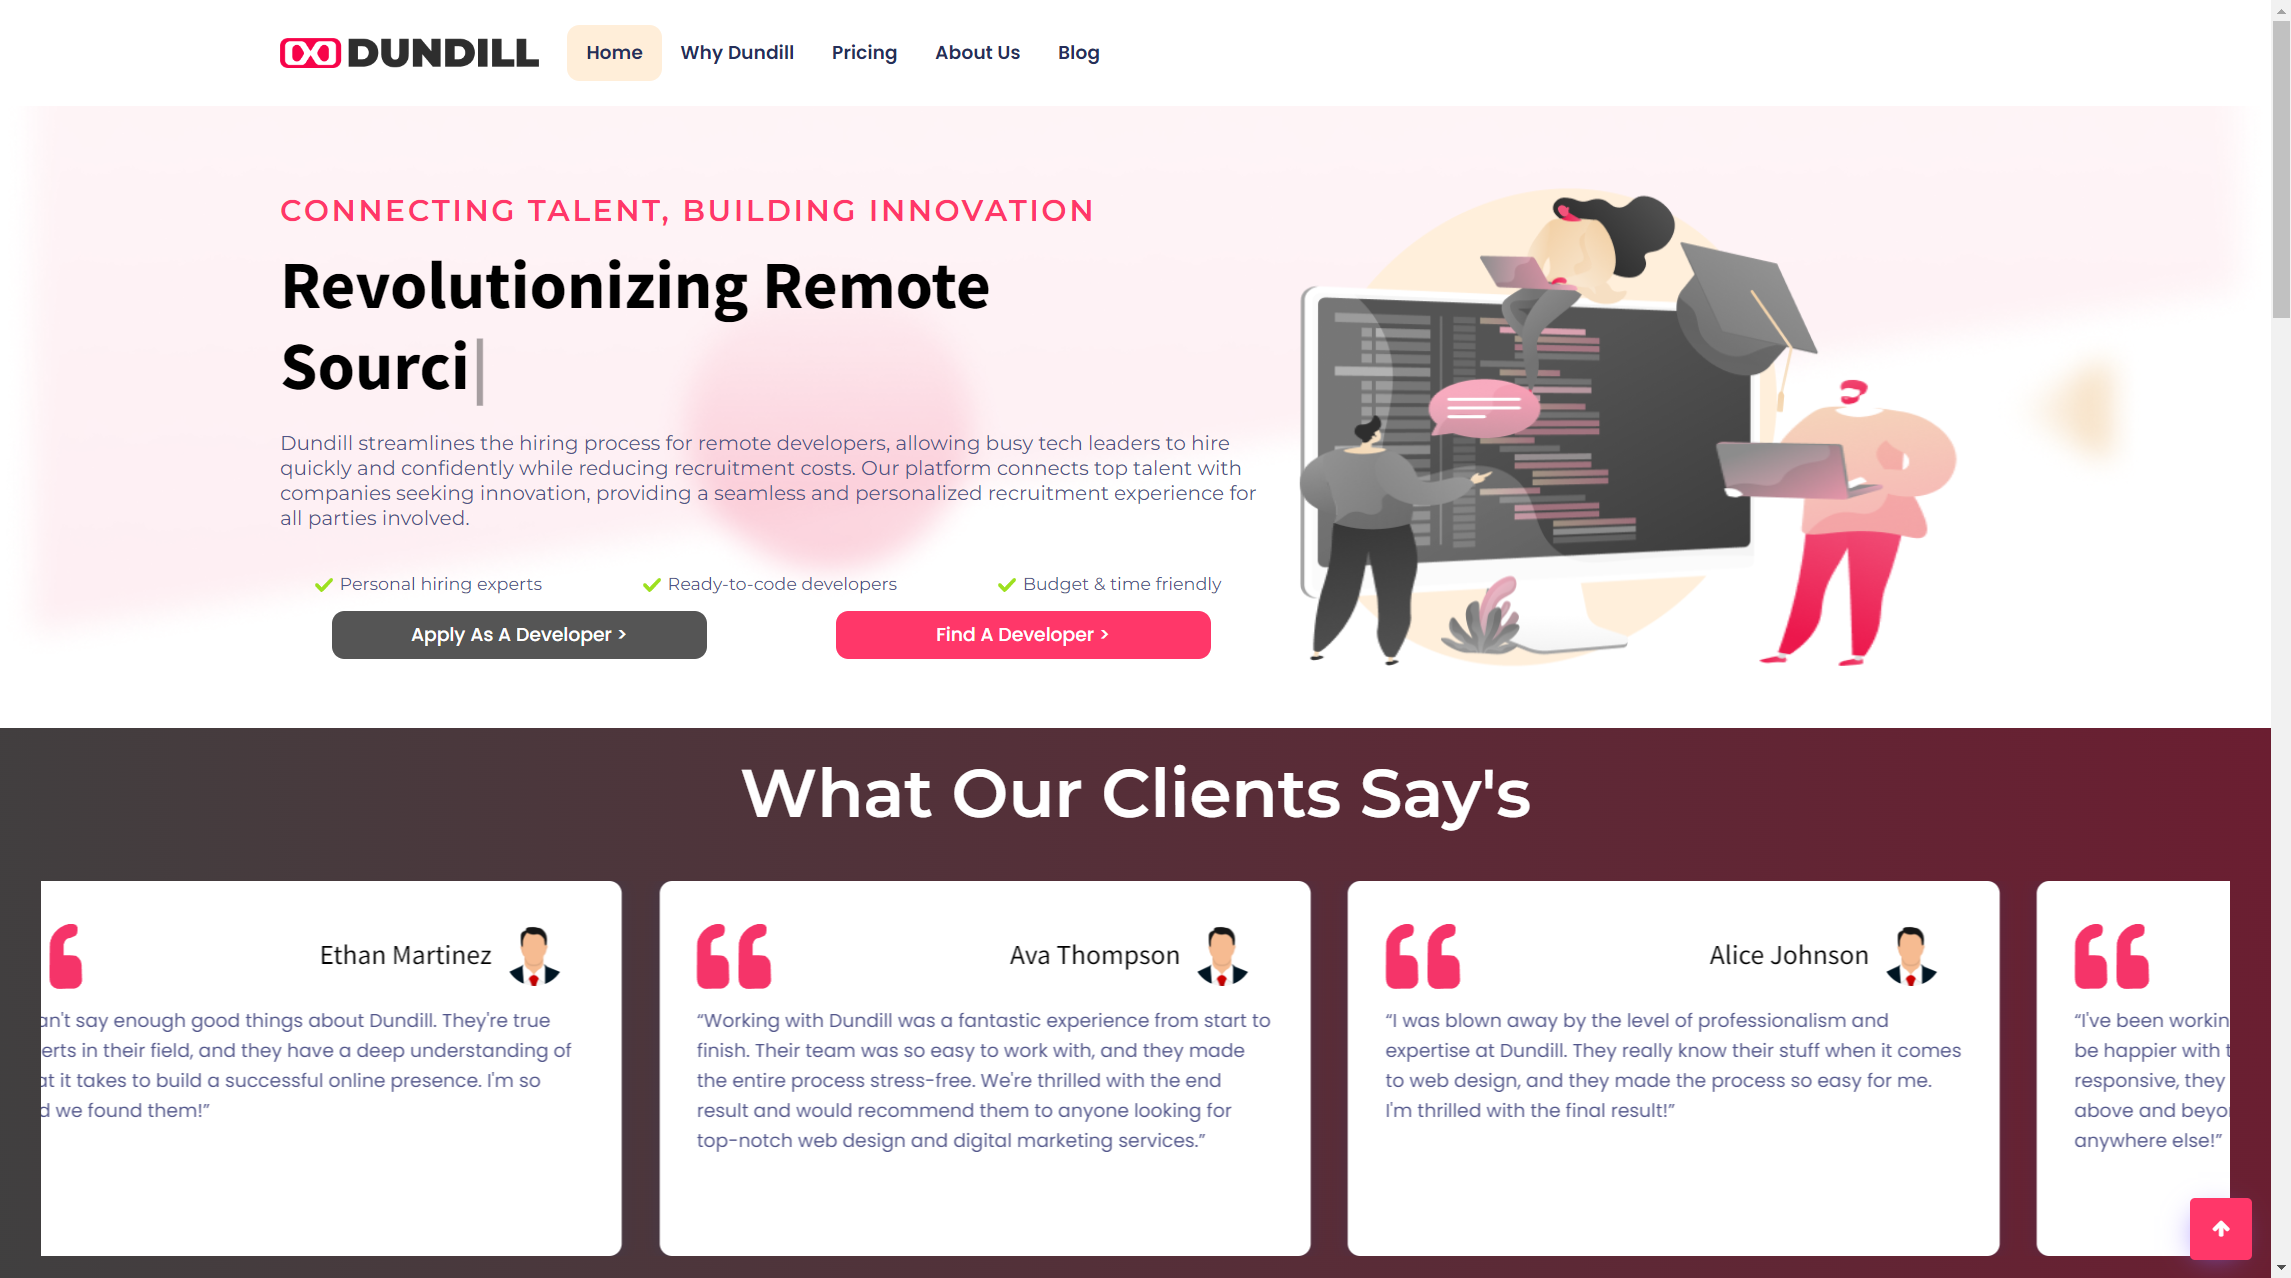 DUNDILL
Home
Why Dundill
Pricing
About Us
Blog
CONNECTING TALENT, BUILDING INNOVATION
Revolutionizing Remote
Sourci
Dundill streamlines the hiring process for remote developers, allowing busy tech leaders to hire
quickly and confidently while reducing recruitment costs. Our platform connects top talent with
companies seeking innovation, providing a seamless and personalized recruitment experience for
all parties involved.
Personal hiring experts
Ready-to-code developers
Budget & time friendly
Apply As A Developer >
Find A Developer >
What Our Clients Say's
Ethan Martinez
say enough good things about Dundill. They're true
in their field, and they have a deep understanding of
it takes to build a successful online presence. I'm so
we found them!”
Ava Thompson
“Working with Dundill was a fantastic experience from start to
finish. Their team was so easy to work with, and they made
the entire process stress-free. We're thrilled with the end
result and would recommend them to anyone looking for
top-notch web design and digital marketing services.”
Alice Johnson
“I was blown away by the level of professionalism and
expertise at Dundill. They really know their stuff when it comes
to web design, and they made the process so easy for me.
I'm thrilled with the final result!”
“I've been
be happier with
responsive, they
above and
anywhere else!”